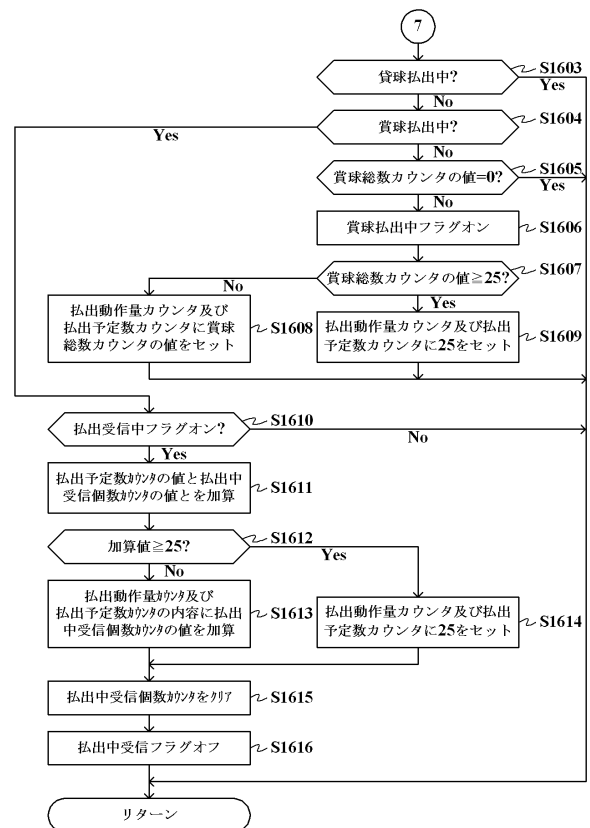 7
貸球払出中?
S1603
Yes
No
賞球払出中?
S1604
Yes
No
賞球総数カウンタの値=0?
S1605
Yes
No
賞球払出中フラグオン
S1606
賞球総数カウンタの値≧25?
S1607
No
Yes
払出動作量カウンタ及び
払出予定数カウンタに賞球
総数カウンタの値をセット
S1608
払出動作量カウンタ及び払出
予定数カウンタに25をセット
S1609
払出受信中フラグオン?
S1610
No
Yes
払出予定数ｶｳﾝﾀの値と払出中
受信個数ｶｳﾝﾀの値とを加算
S1611
加算値≧25?
S1612
Yes
No
払出動作量ｶｳﾝﾀ及び
払出予定数ｶｳﾝﾀの内容に払出
中受信個数ｶｳﾝﾀの値を加算
S1613
払出動作量カウンタ及び払出
予定数カウンタに25をセット
S1614
払出中受信個数ｶｳﾝﾀをｸﾘｱ
S1615
払出中受信フラグオフ
S1616
リターン